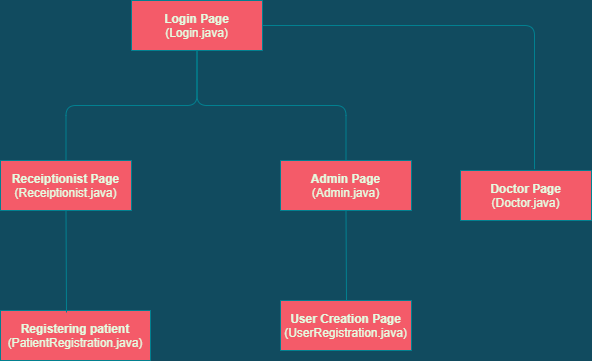 Login Page
(Login.java)
Receiptionist Page
(Receiptionist.java)
Admin Page
(Admin.java)
Doctor Page
(Doctor.java)
Registering patient
(PatientRegistration.java)
User Creation Page
(UserRegistration.java)